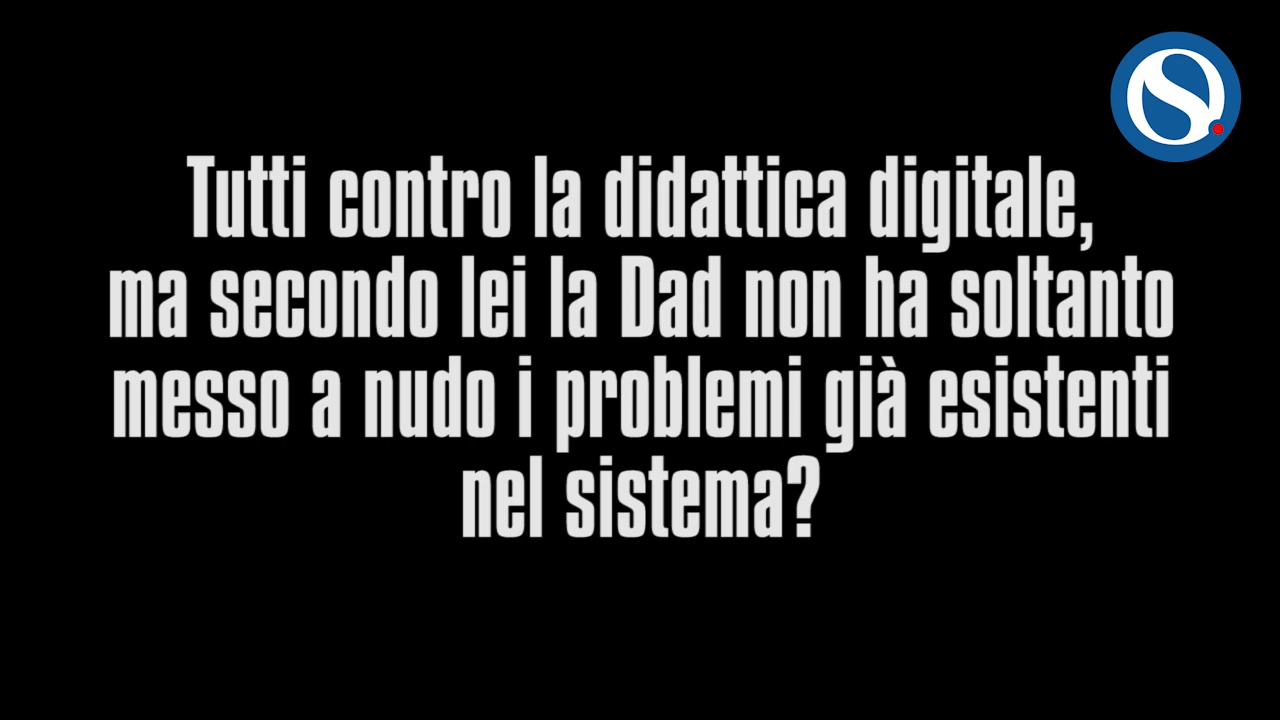 Tutti contro la didattica digitale,
ma secondo lei la Dad non ha soltanto
messo a nudo i problemi già esistenti
nel sistema?